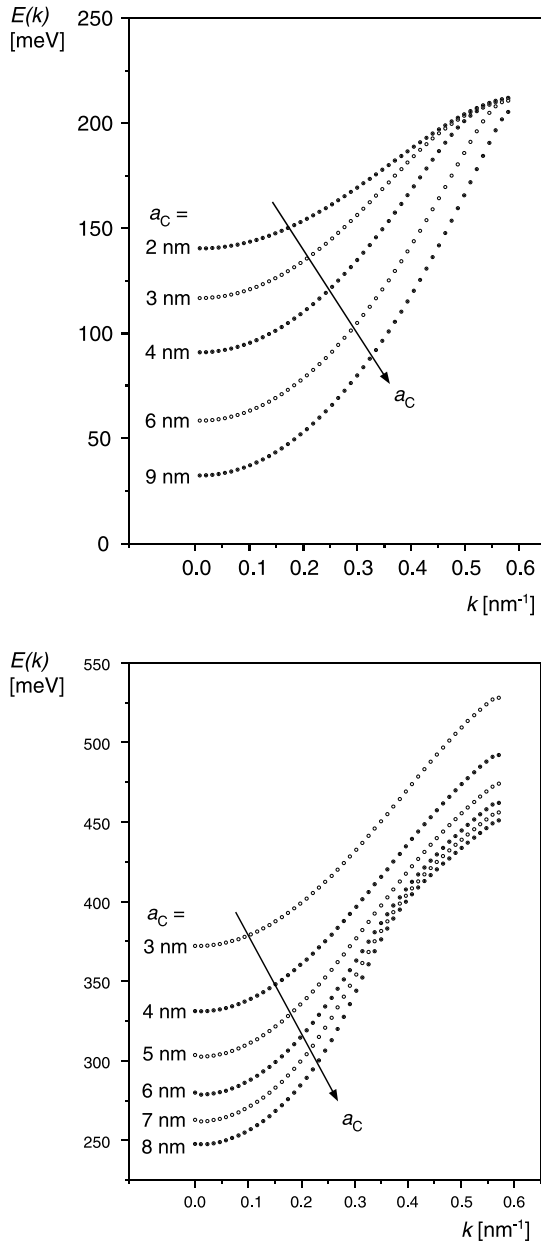 E(k)
[meV]
250
200
150
100
50
0
a_C =
2 nm
3 nm
4 nm
6 nm
9 nm
a_C
0.0 0.1 0.2 0.3 0.4 0.5 0.6
k [nm⁻¹]
E(k)
[meV]
550
500
450
400
350
300
250
a_C =
3 nm
4 nm
5 nm
6 nm
7 nm
8 nm
a_C
0.0 0.1 0.2 0.3 0.4 0.5 0.6
k [nm⁻¹]